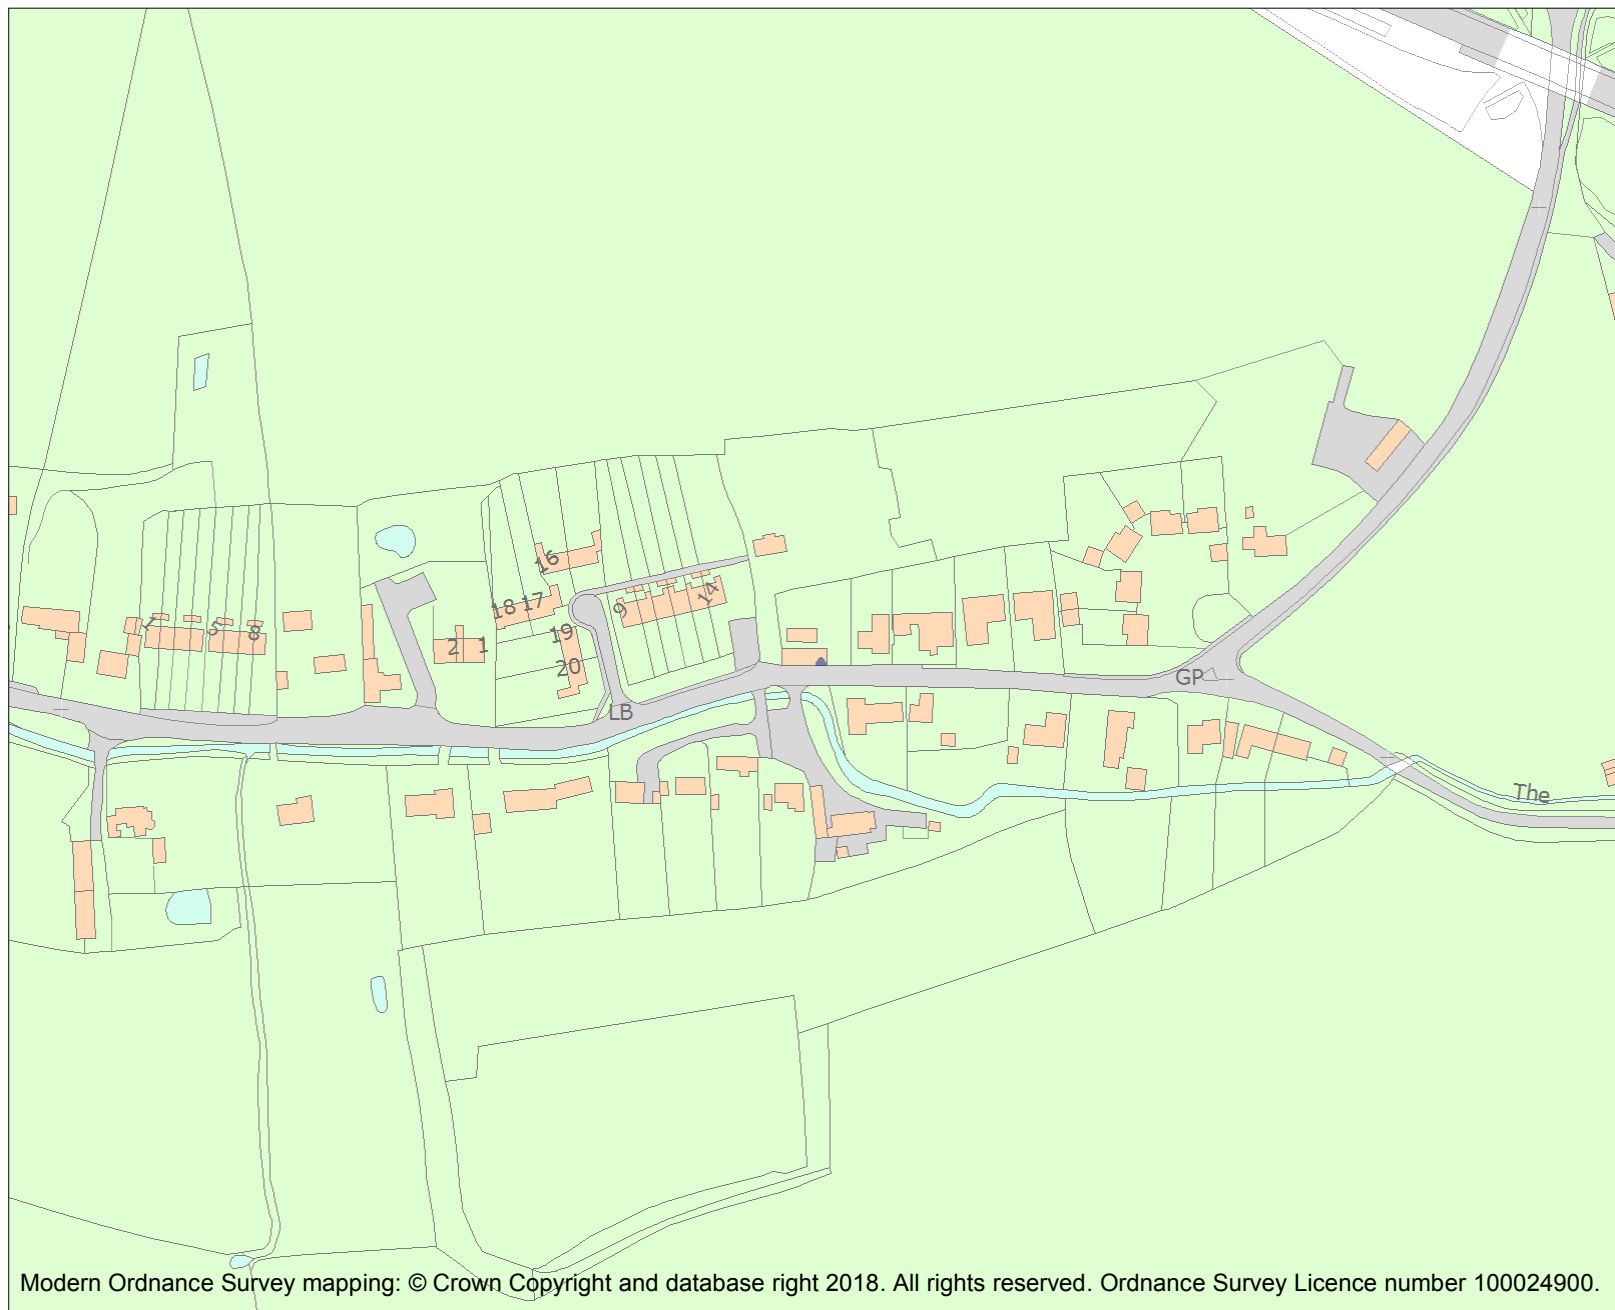 16
18 17
9
14
1
5
8
19
2 1
20
GP
LB
The
Modern Ordnance Survey mapping: © Crown Copyright and database right 2018. All rights reserved. Ordnance Survey Licence number 100024900.